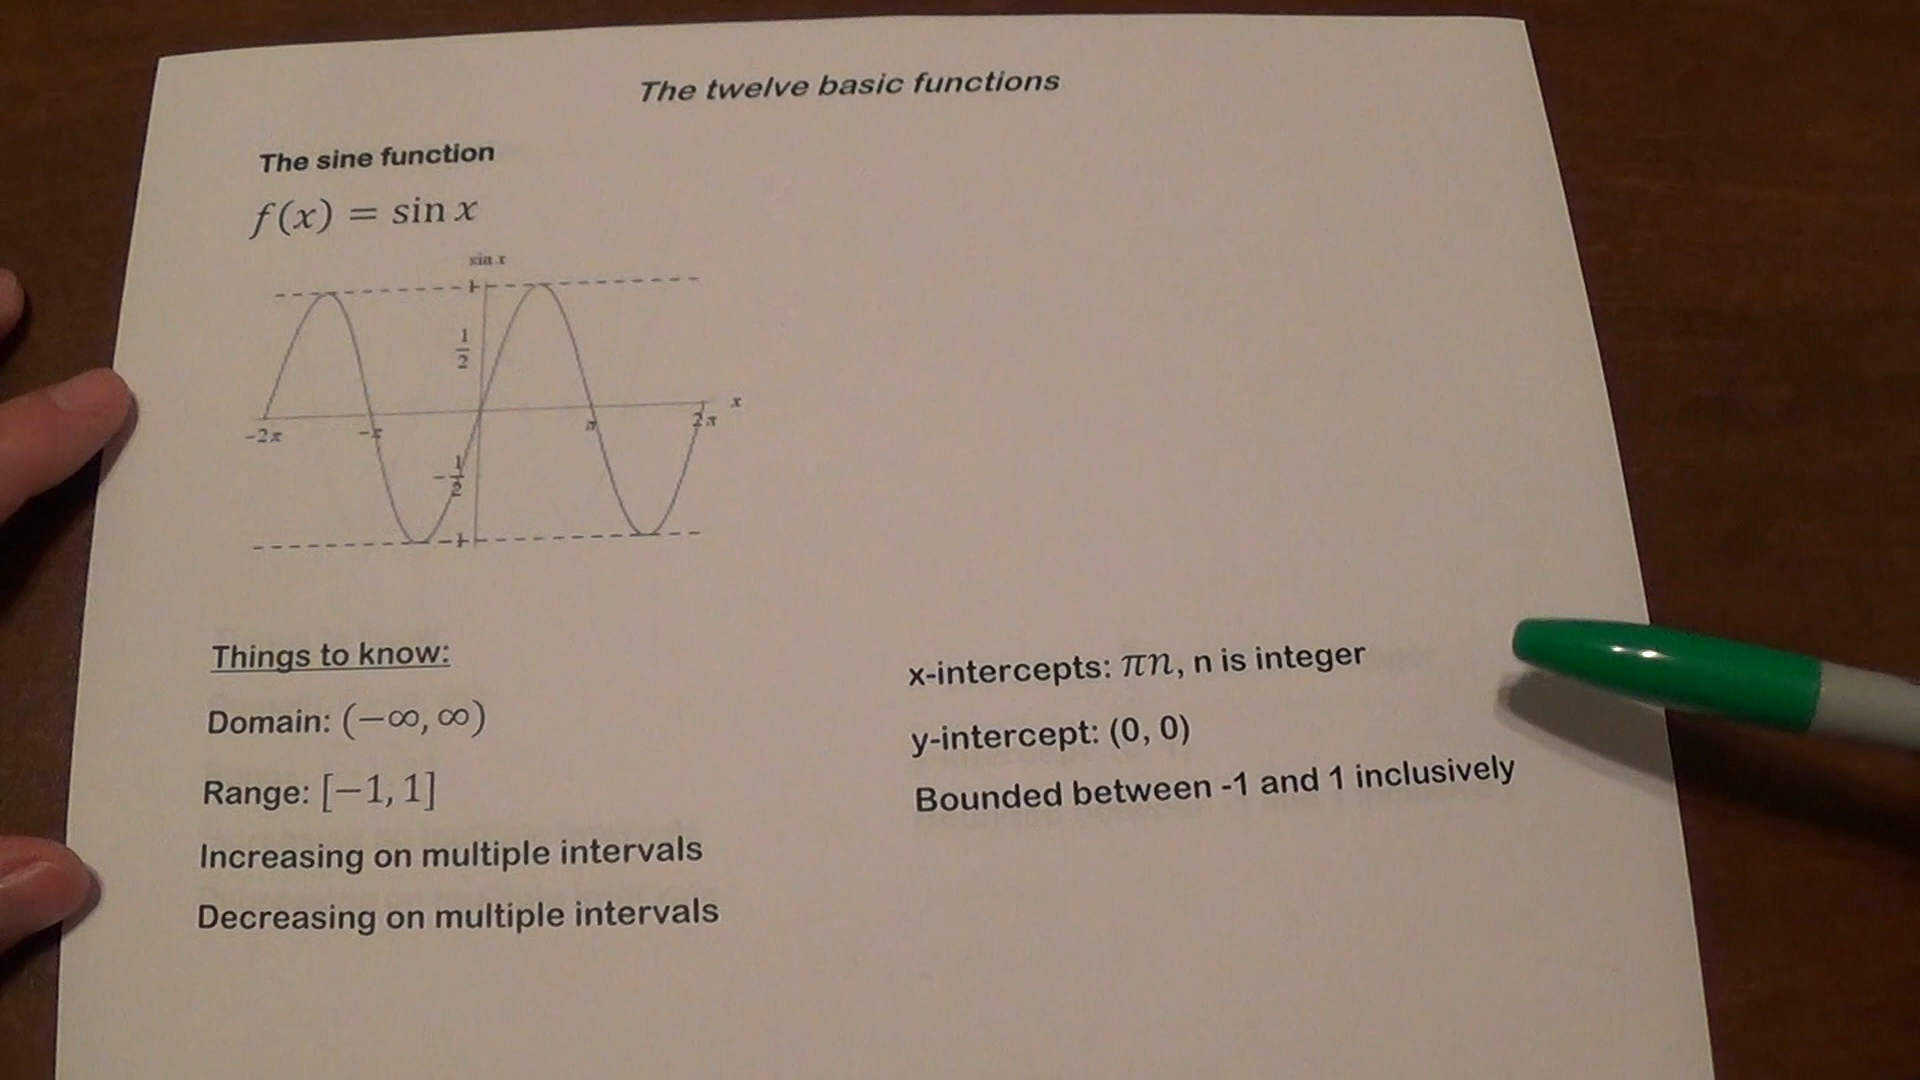 The twelve basic functions
The sine function
f(x) = sin x
sin x
1
1/2
x
-2π
-π
π
2π
-1/2
-1
Things to know:
Domain: (−∞, ∞)
Range: [−1, 1]
Increasing on multiple intervals
Decreasing on multiple intervals
x-intercepts: πn, n is integer
y-intercept: (0, 0)
Bounded between -1 and 1 inclusively